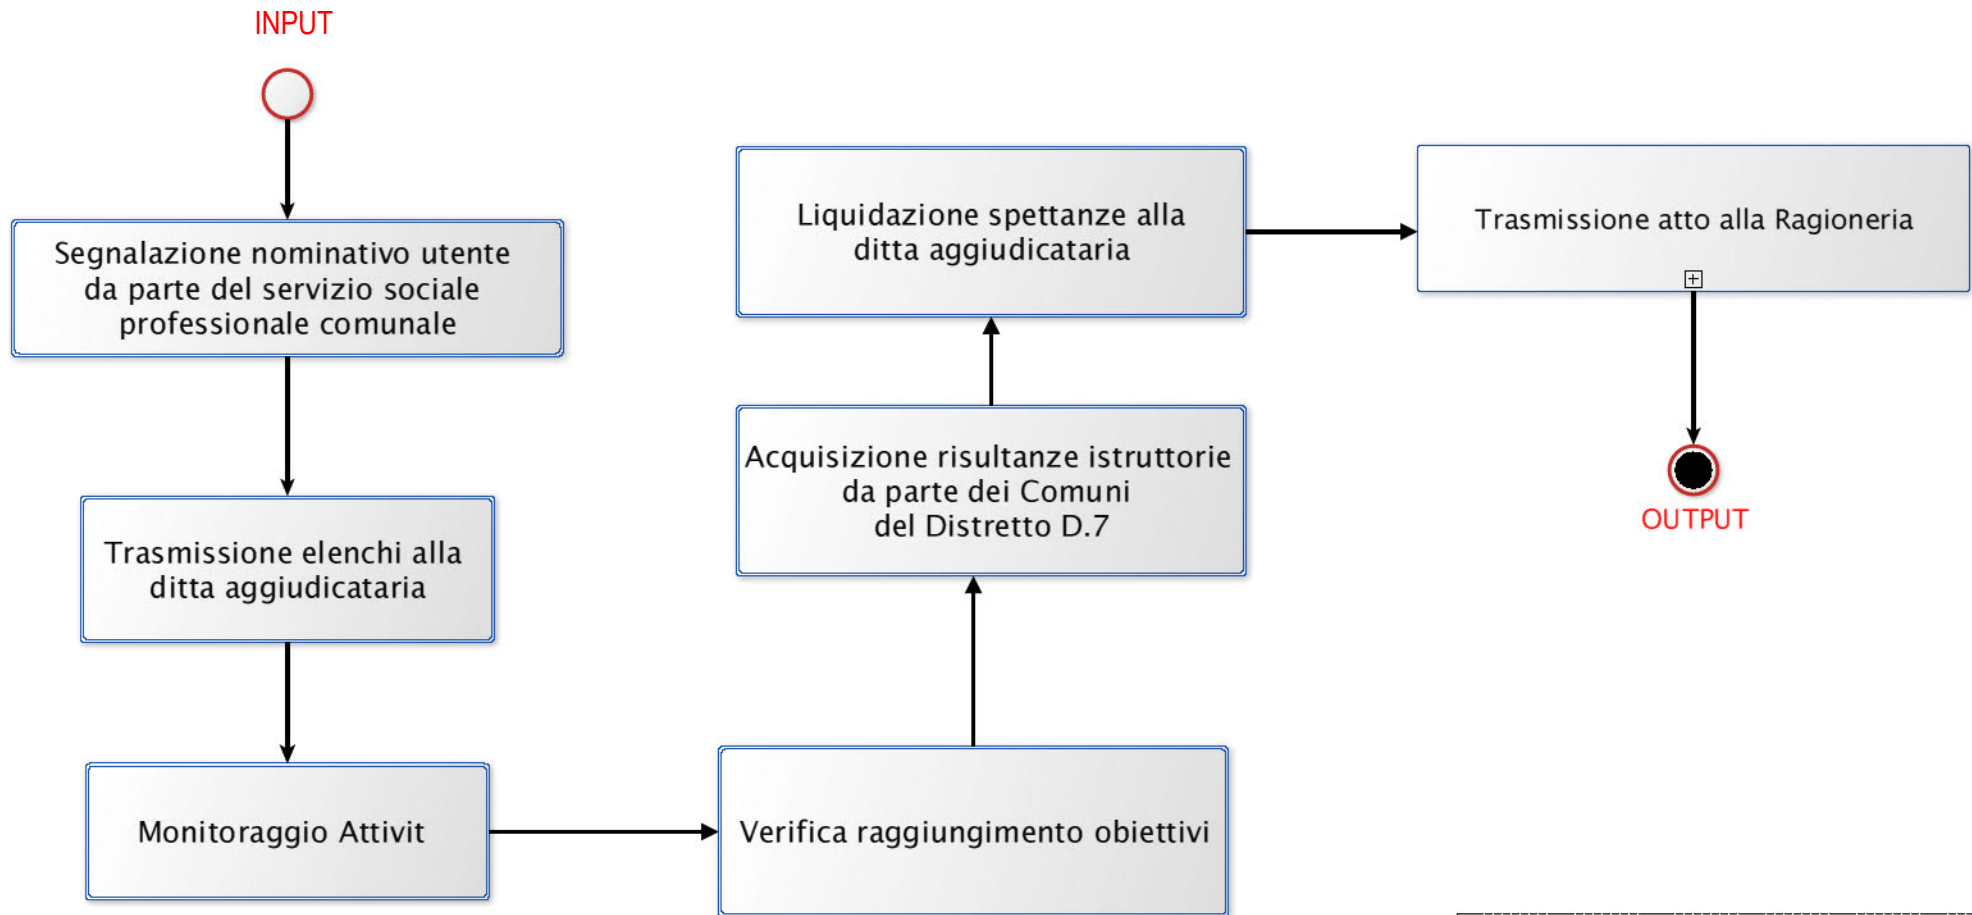 INPUT
Segnalazione nominativo utente
da parte del servizio sociale
professionale comunale
Trasmissione elenchi alla
ditta aggiudicataria
Monitoraggio Attivit
Verifica raggiungimento obiettivi
Acquisizione risultanze istruttorie
da parte dei Comuni
del Distretto D.7
Liquidazione spettanze alla
ditta aggiudicataria
Trasmissione atto alla Ragioneria
OUTPUT